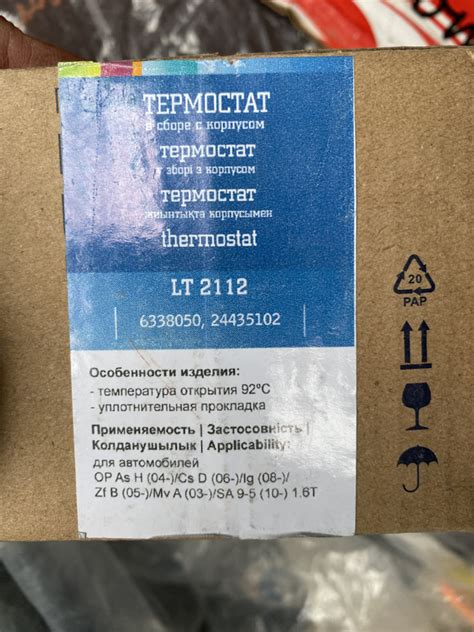 ТЕРМОСТАТ
в сборе с корпусом
термостат
у зборі з корпусом
термостат
жиынтықта корпусымен
thermostat
LT 2112
6338050, 24435102
Особенности изделия:
- температура открытия 92°С
- уплотнительная прокладка
Применяемость | Застосовність |
Колданушылык | Applicability:
для автомобилей
OP As H (04-)/Cs D (06-)/Ig (08-)/
Zf B (05-)/Mv A (03-)/SA 9-5 (10-) 1.6T
20
PAP